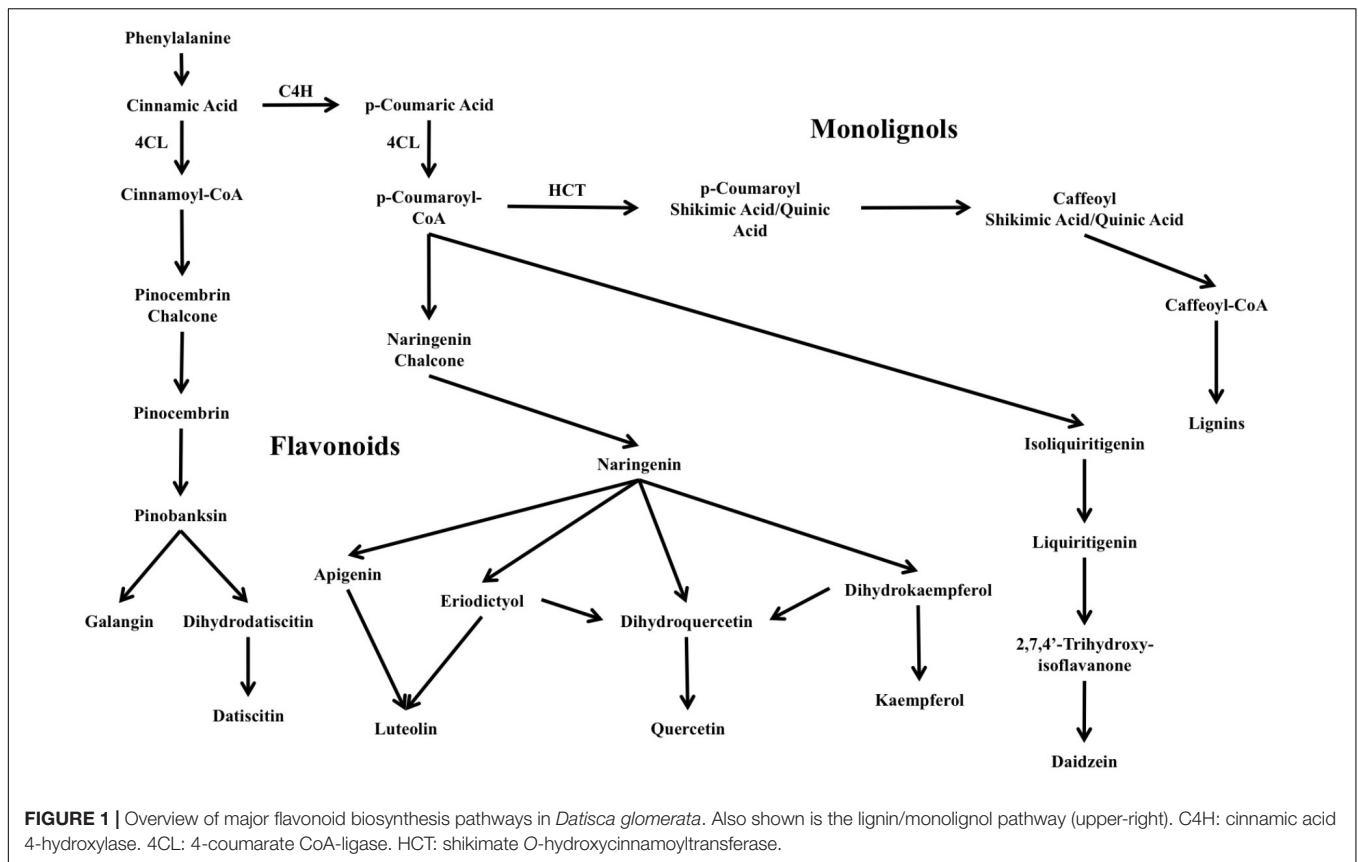 Phenylalanine
Cinnamic Acid
C4H
p-Coumaric Acid
4CL
4CL
Monolignols
Cinnamoyl-CoA
p-Coumaroyl-
CoA
HCT
p-Coumaroyl
Shikimic Acid/Quinic
Acid
Caffeoyl
Shikimic Acid/Quinic Acid
Pinocembrin
Chalcone
Naringenin
Chalcone
Caffeoyl-CoA
Pinocembrin
Lignins
Flavonoids
Isoliquiritigenin
Naringenin
Pinobanksin
Liquiritigenin
Apigenin
Eriodictyol
Dihydrokaempferol
Galangin
Dihydrodatiscitin
Dihydroquercetin
2,7,4’-Trihydroxy-
isoflavanone
Datiscitin
Luteolin
Quercetin
Kaempferol
Daidzein
FIGURE 1 | Overview of major flavonoid biosynthesis pathways in Datisca glomerata. Also shown is the lignin/monolignol pathway (upper-right). C4H: cinnamic acid
4-hydroxylase. 4CL: 4-coumarate CoA-ligase. HCT: shikimate O-hydroxycinnamoyltransferase.